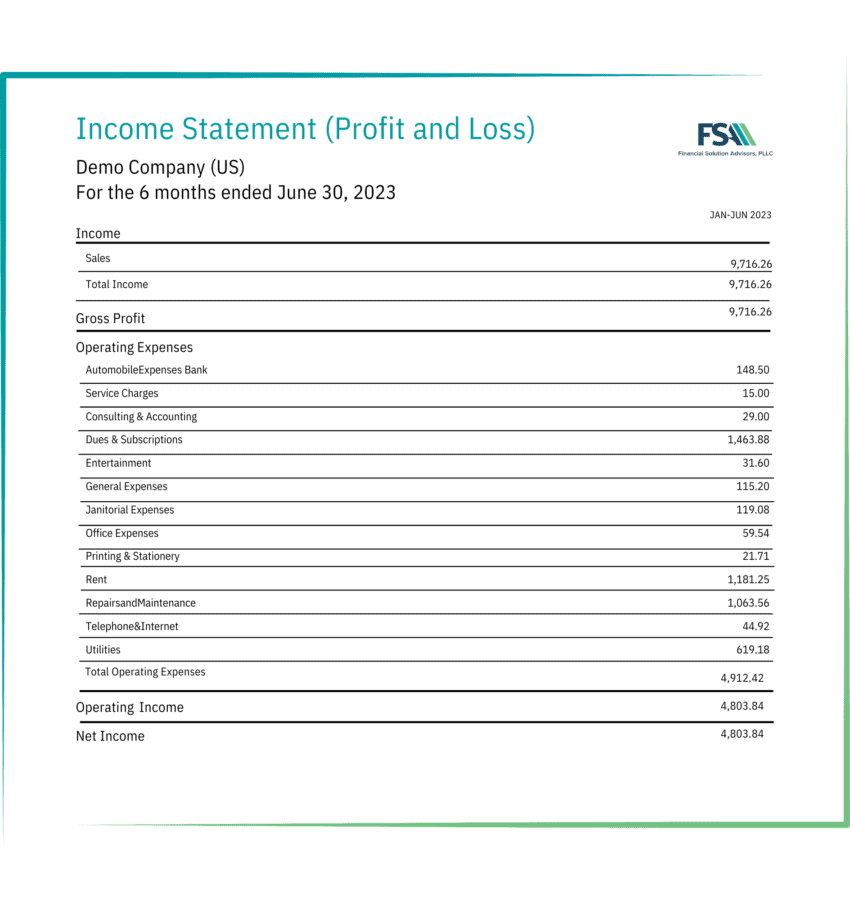 Income Statement (Profit and Loss)
FSA
Financial Solution Advisors, PLLC
Demo Company (US)
For the 6 months ended June 30, 2023
JAN-JUN 2023
Income
Sales 9,716.26
Total Income 9,716.26
Gross Profit 9,716.26
Operating Expenses
AutomobileExpenses Bank 148.50
Service Charges 15.00
Consulting & Accounting 29.00
Dues & Subscriptions 1,463.88
Entertainment 31.60
General Expenses 115.20
Janitorial Expenses 119.08
Office Expenses 59.54
Printing & Stationery 21.71
Rent 1,181.25
RepairsandMaintenance 1,063.56
Telephone&Internet 44.92
Utilities 619.18
Total Operating Expenses 4,912.42
Operating Income 4,803.84
Net Income 4,803.84